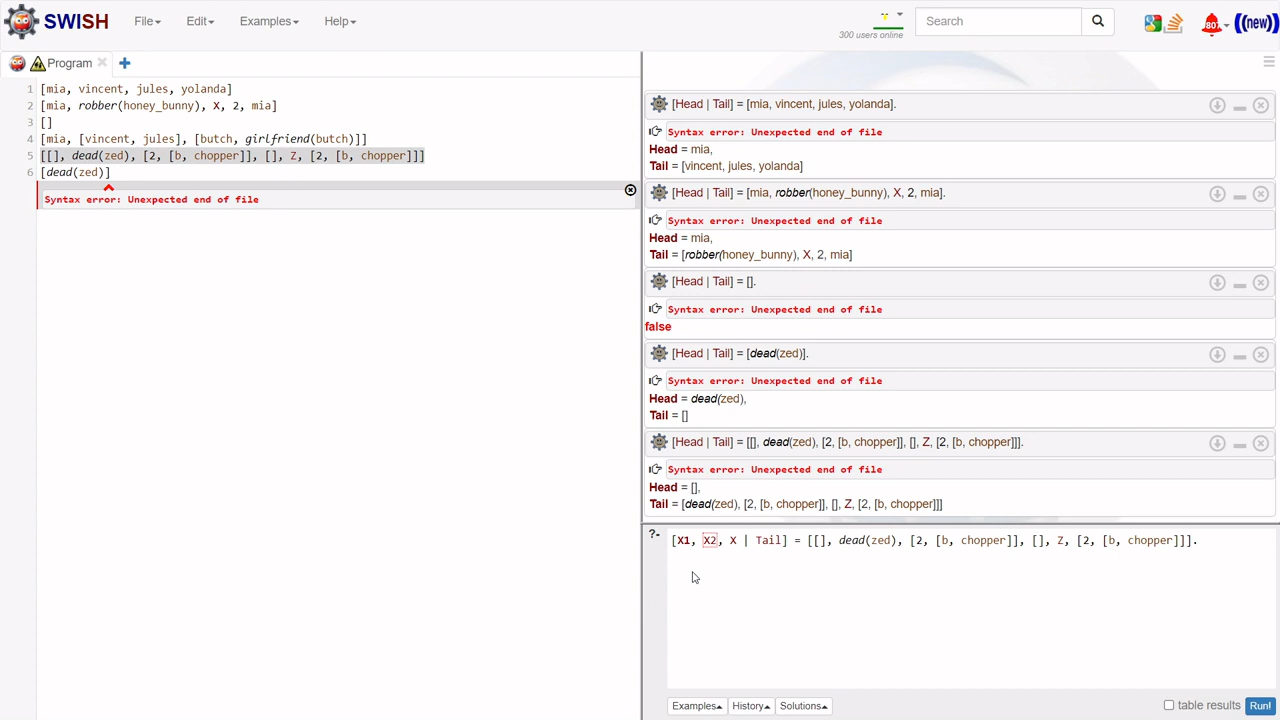 SWISH File Edit Examples Help 300 users online Search 80 ((new))
Program
1 [mia, vincent, jules, yolanda]
2 [mia, robber(honey_bunny), X, 2, mia]
3 []
4 [mia, [vincent, jules], [butch, girlfriend(butch)]]
5 [[], dead(zed), [2, [b, chopper]], [], Z, [2, [b, chopper]]]
6 [dead(zed)]
Syntax error: Unexpected end of file
[Head | Tail] = [mia, vincent, jules, yolanda].
Syntax error: Unexpected end of file
Head = mia,
Tail = [vincent, jules, yolanda]
[Head | Tail] = [mia, robber(honey_bunny), X, 2, mia].
Syntax error: Unexpected end of file
Head = mia,
Tail = [robber(honey_bunny), X, 2, mia]
[Head | Tail] = [].
Syntax error: Unexpected end of file
false
[Head | Tail] = [dead(zed)].
Syntax error: Unexpected end of file
Head = dead(zed),
Tail = []
[Head | Tail] = [[], dead(zed), [2, [b, chopper]], [], Z, [2, [b, chopper]]].
Syntax error: Unexpected end of file
Head = [],
Tail = [dead(zed), [2, [b, chopper]], [], Z, [2, [b, chopper]]]
?- [X1, X2, X | Tail] = [[], dead(zed), [2, [b, chopper]], [], Z, [2, [b, chopper]]].
Examples History Solutions table results Run!